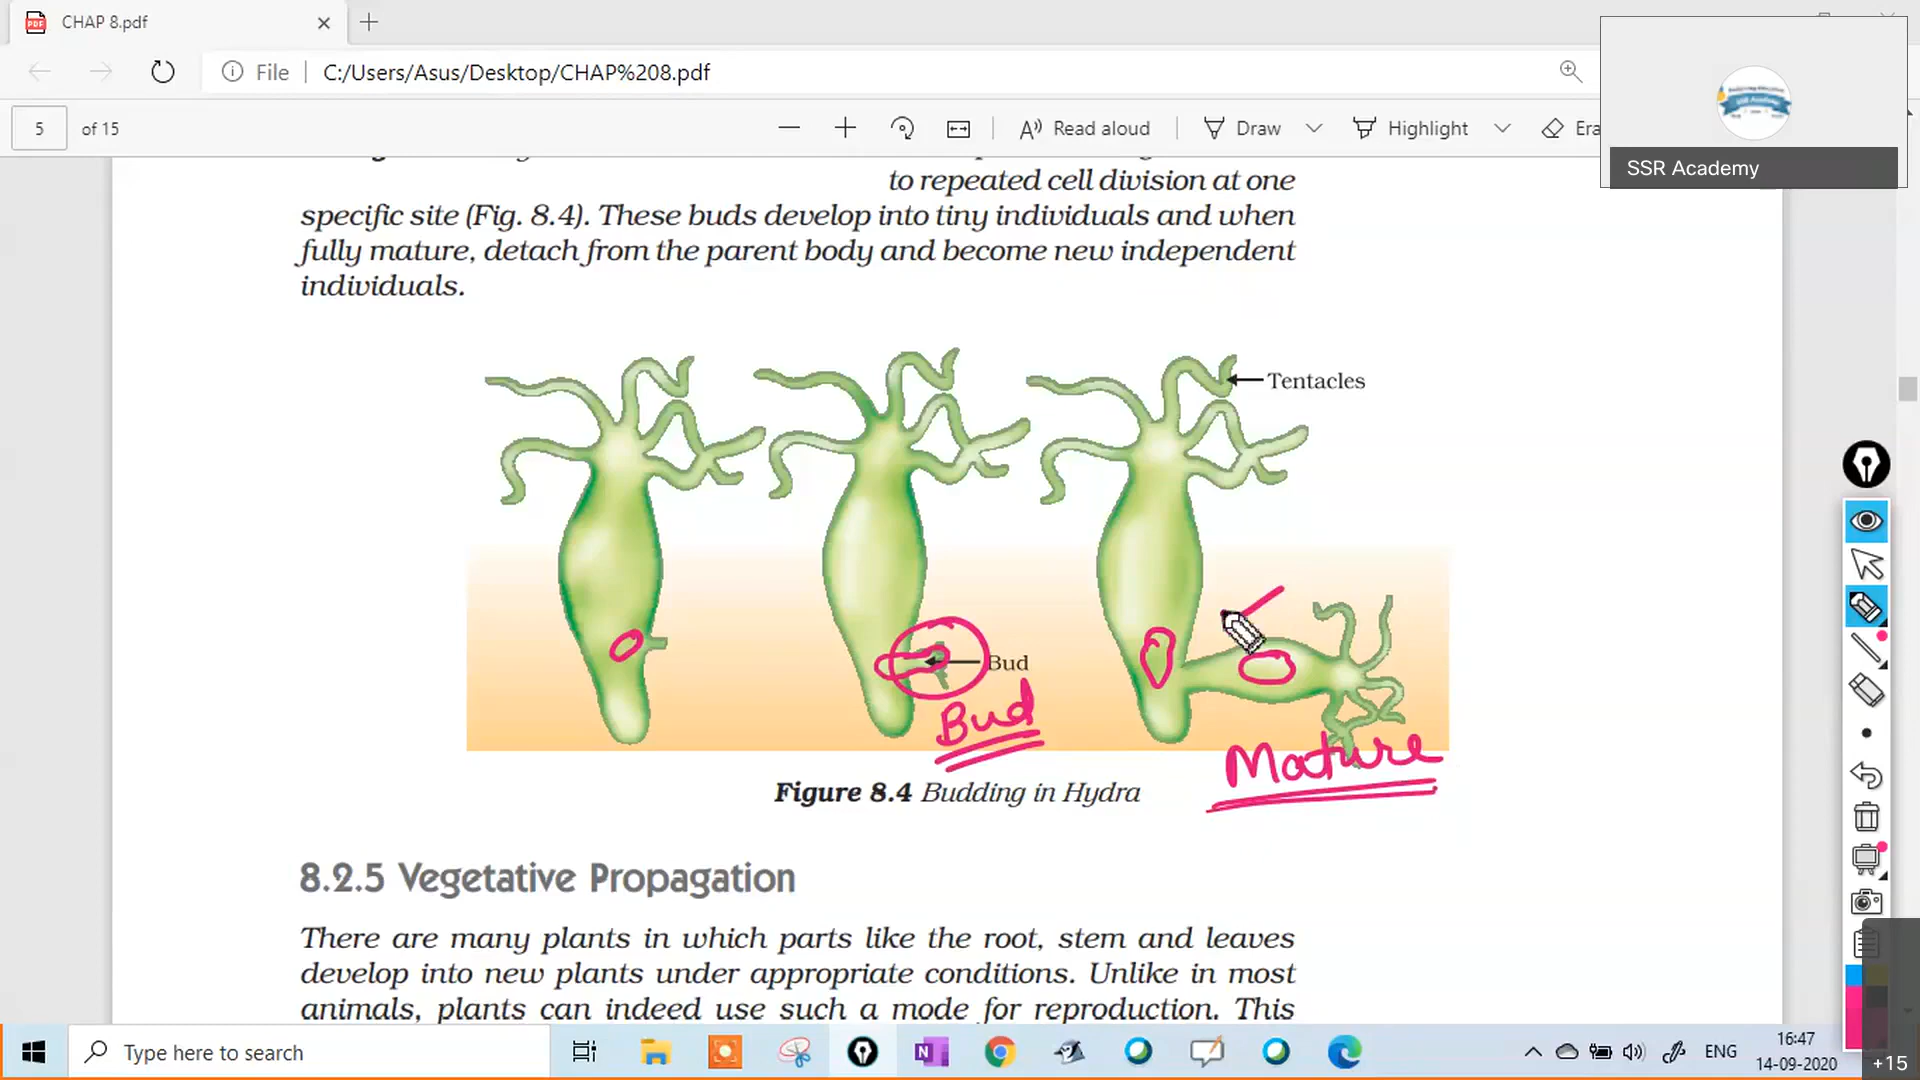 CHAP 8.pdf
File
C:/Users/Asus/Desktop/CHAP%208.pdf
5 of 15
Read aloud
Draw
Highlight
Era
SSR Academy
to repeated cell division at one
specific site (Fig. 8.4). These buds develop into tiny individuals and when
fully mature, detach from the parent body and become new independent
individuals.
Tentacles
Bud
Bud
Mature
Figure 8.4 Budding in Hydra
8.2.5 Vegetative Propagation
There are many plants in which parts like the root, stem and leaves
develop into new plants under appropriate conditions. Unlike in most
animals, plants can indeed use such a mode for reproduction. This
Type here to search
ENG
16:47
14-09-2020
+15